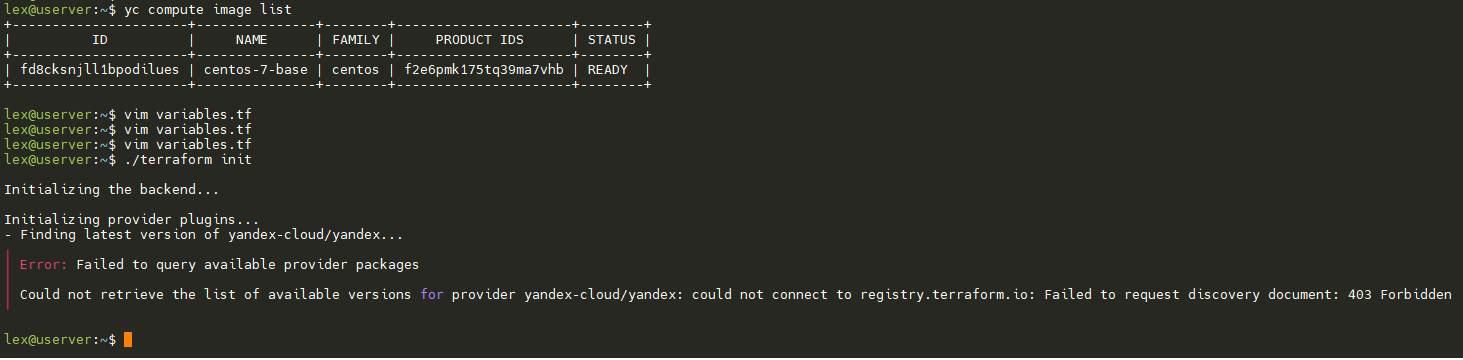 lex@userver:~$ yc compute image list
+----------------------+---------------+--------+----------------------+--------+
|          ID          |     NAME      | FAMILY |     PRODUCT IDS      | STATUS |
+----------------------+---------------+--------+----------------------+--------+
| fd8cksnjll1bpodilues | centos-7-base | centos | f2e6pmk175tq39ma7vhb | READY  |
+----------------------+---------------+--------+----------------------+--------+
lex@userver:~$ vim variables.tf
lex@userver:~$ vim variables.tf
lex@userver:~$ vim variables.tf
lex@userver:~$ ./terraform init
Initializing the backend...
Initializing provider plugins...
- Finding latest version of yandex-cloud/yandex...
Error: Failed to query available provider packages
Could not retrieve the list of available versions for provider yandex-cloud/yandex: could not connect to registry.terraform.io: Failed to request discovery document: 403 Forbidden
lex@userver:~$